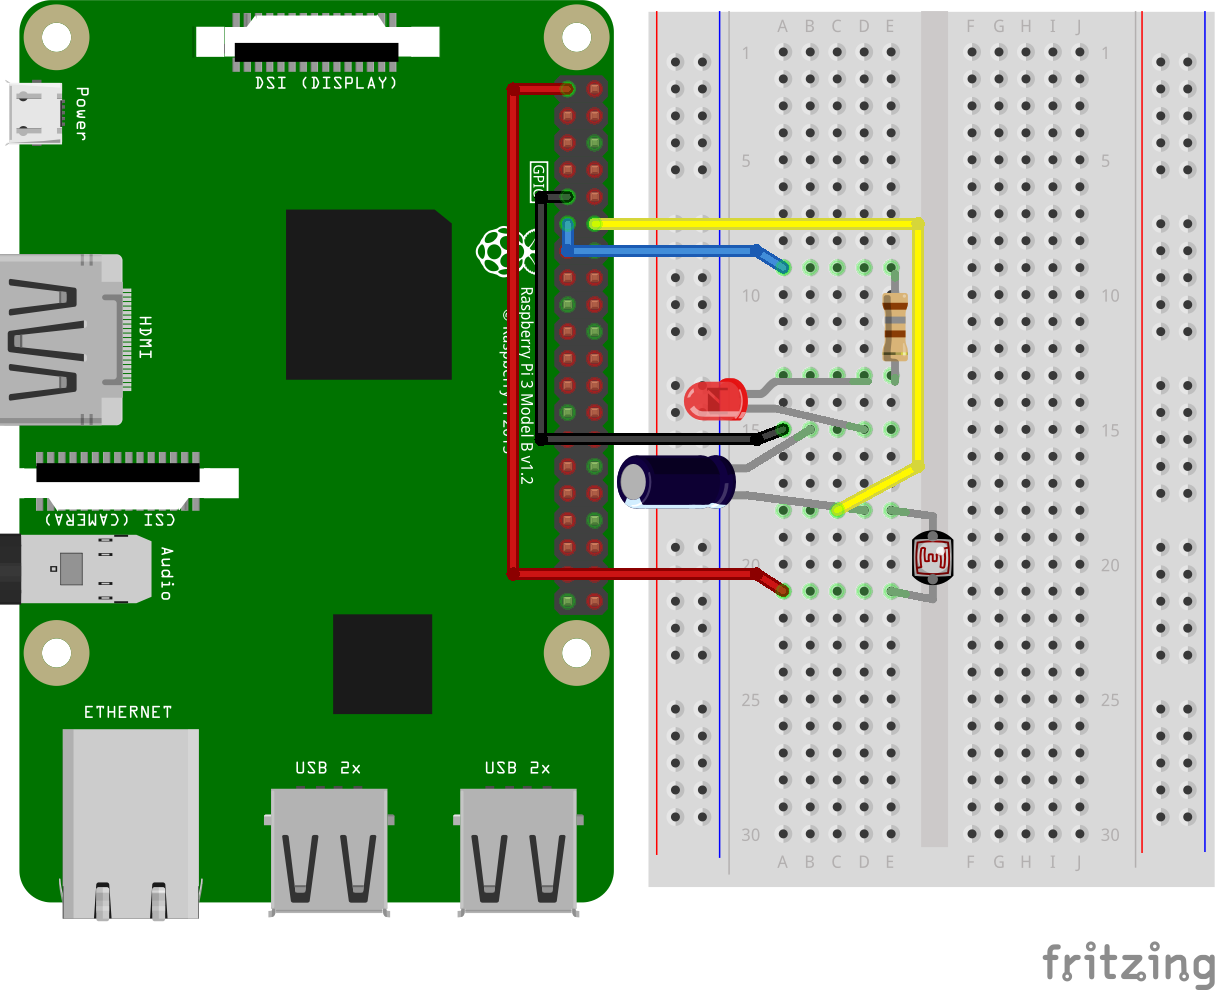 DSI (DISPLAY)
Power
GPIO
HDMI
Raspberry Pi 3 Model B v1.2
© Raspberry Pi 2015
CSI (CAMERA)
Audio
ETHERNET
USB 2x
USB 2x
A B C D E F G H I J
1 1
5 5
10 10
15 15
20 20
25 25
30 30
A B C D E F G H I J
fritzing